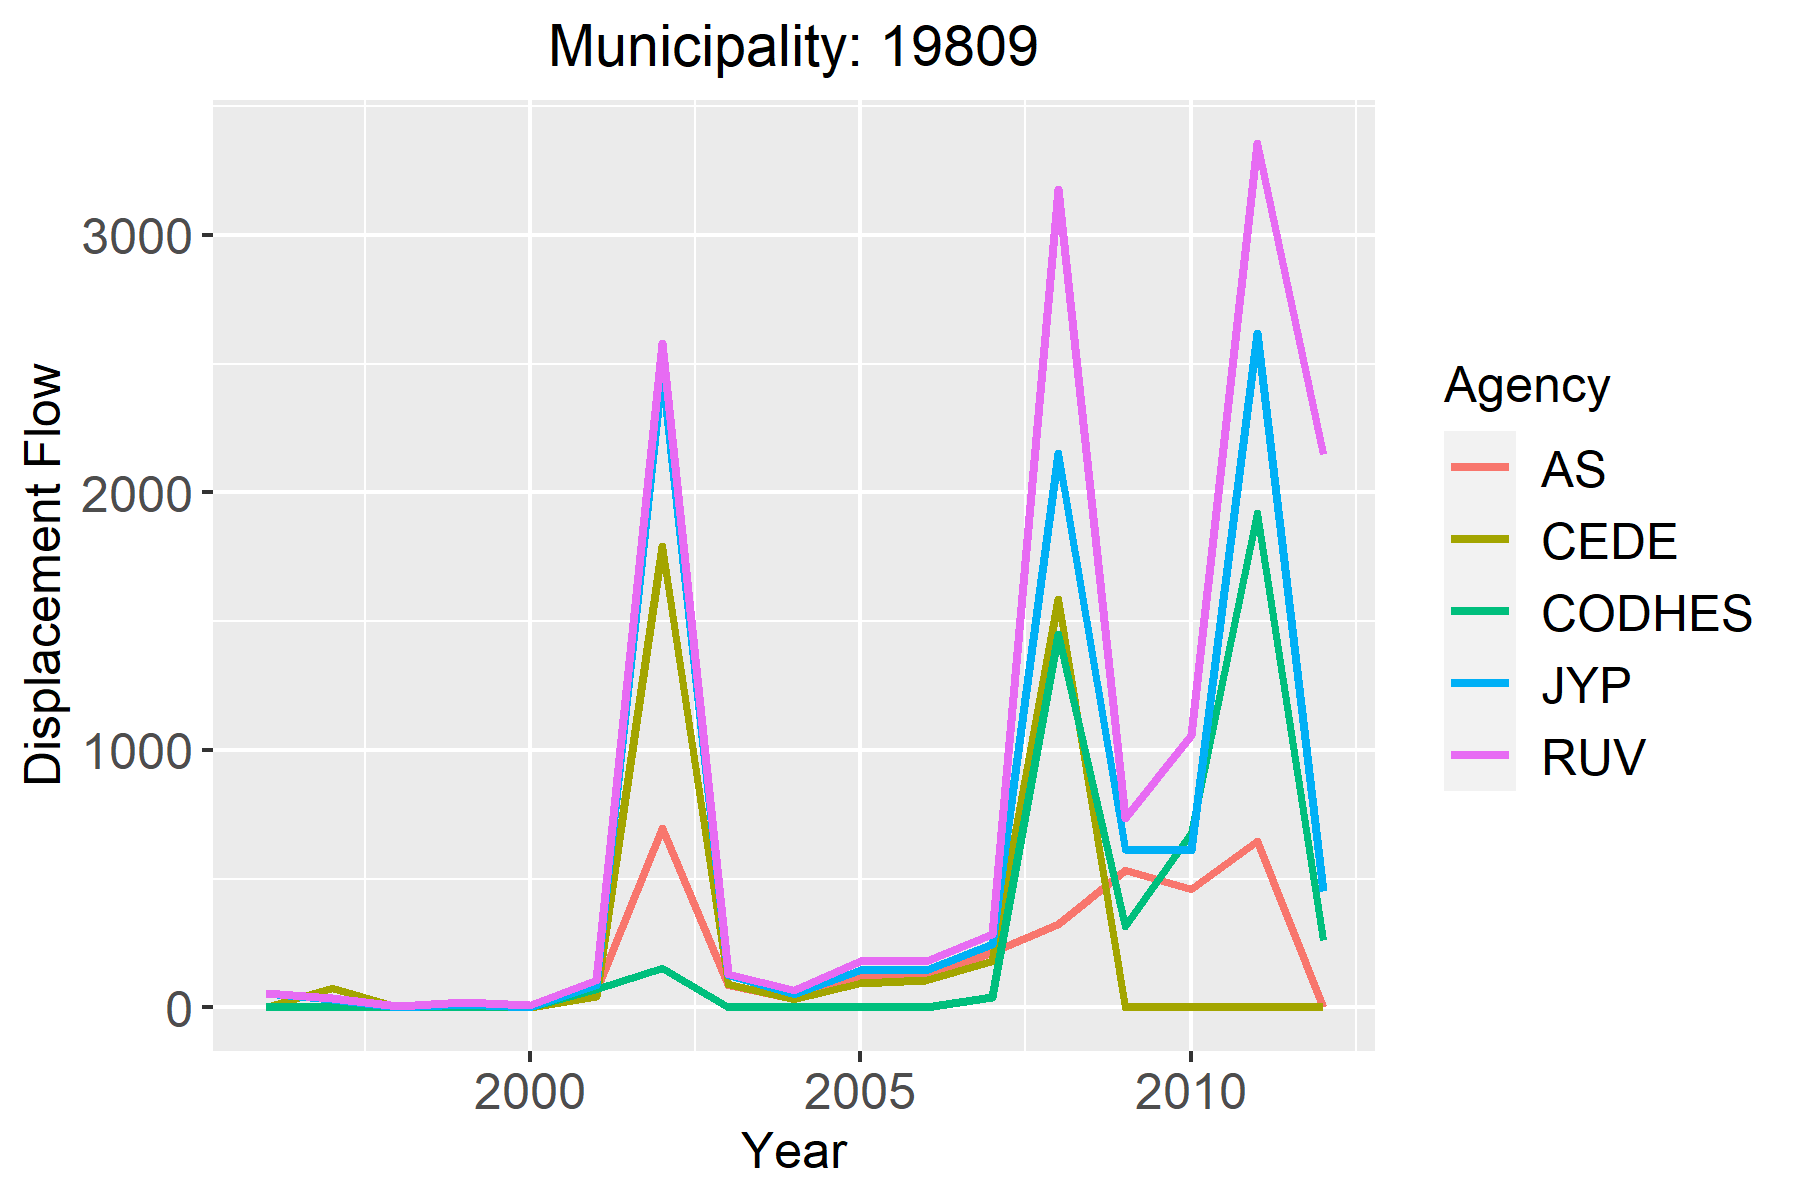 Municipality: 19809
Displacement Flow
3000
2000
1000
0
2000 2005 2010
Year
Agency
AS
CEDE
CODHES
JYP
RUV